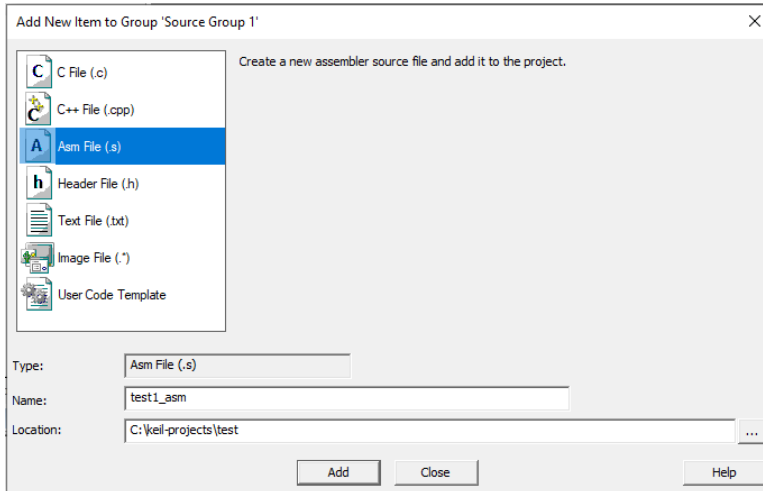 Add New Item to Group 'Source Group 1'
C File (.c)
Create a new assembler source file and add it to the project.
C++ File (.cpp)
Asm File (.s)
Header File (.h)
Text File (.txt)
Image File (.*)
User Code Template
Type:
Asm File (.s)
Name:
test1_asm
Location:
C:\keil-projects\test
...
Add
Close
Help